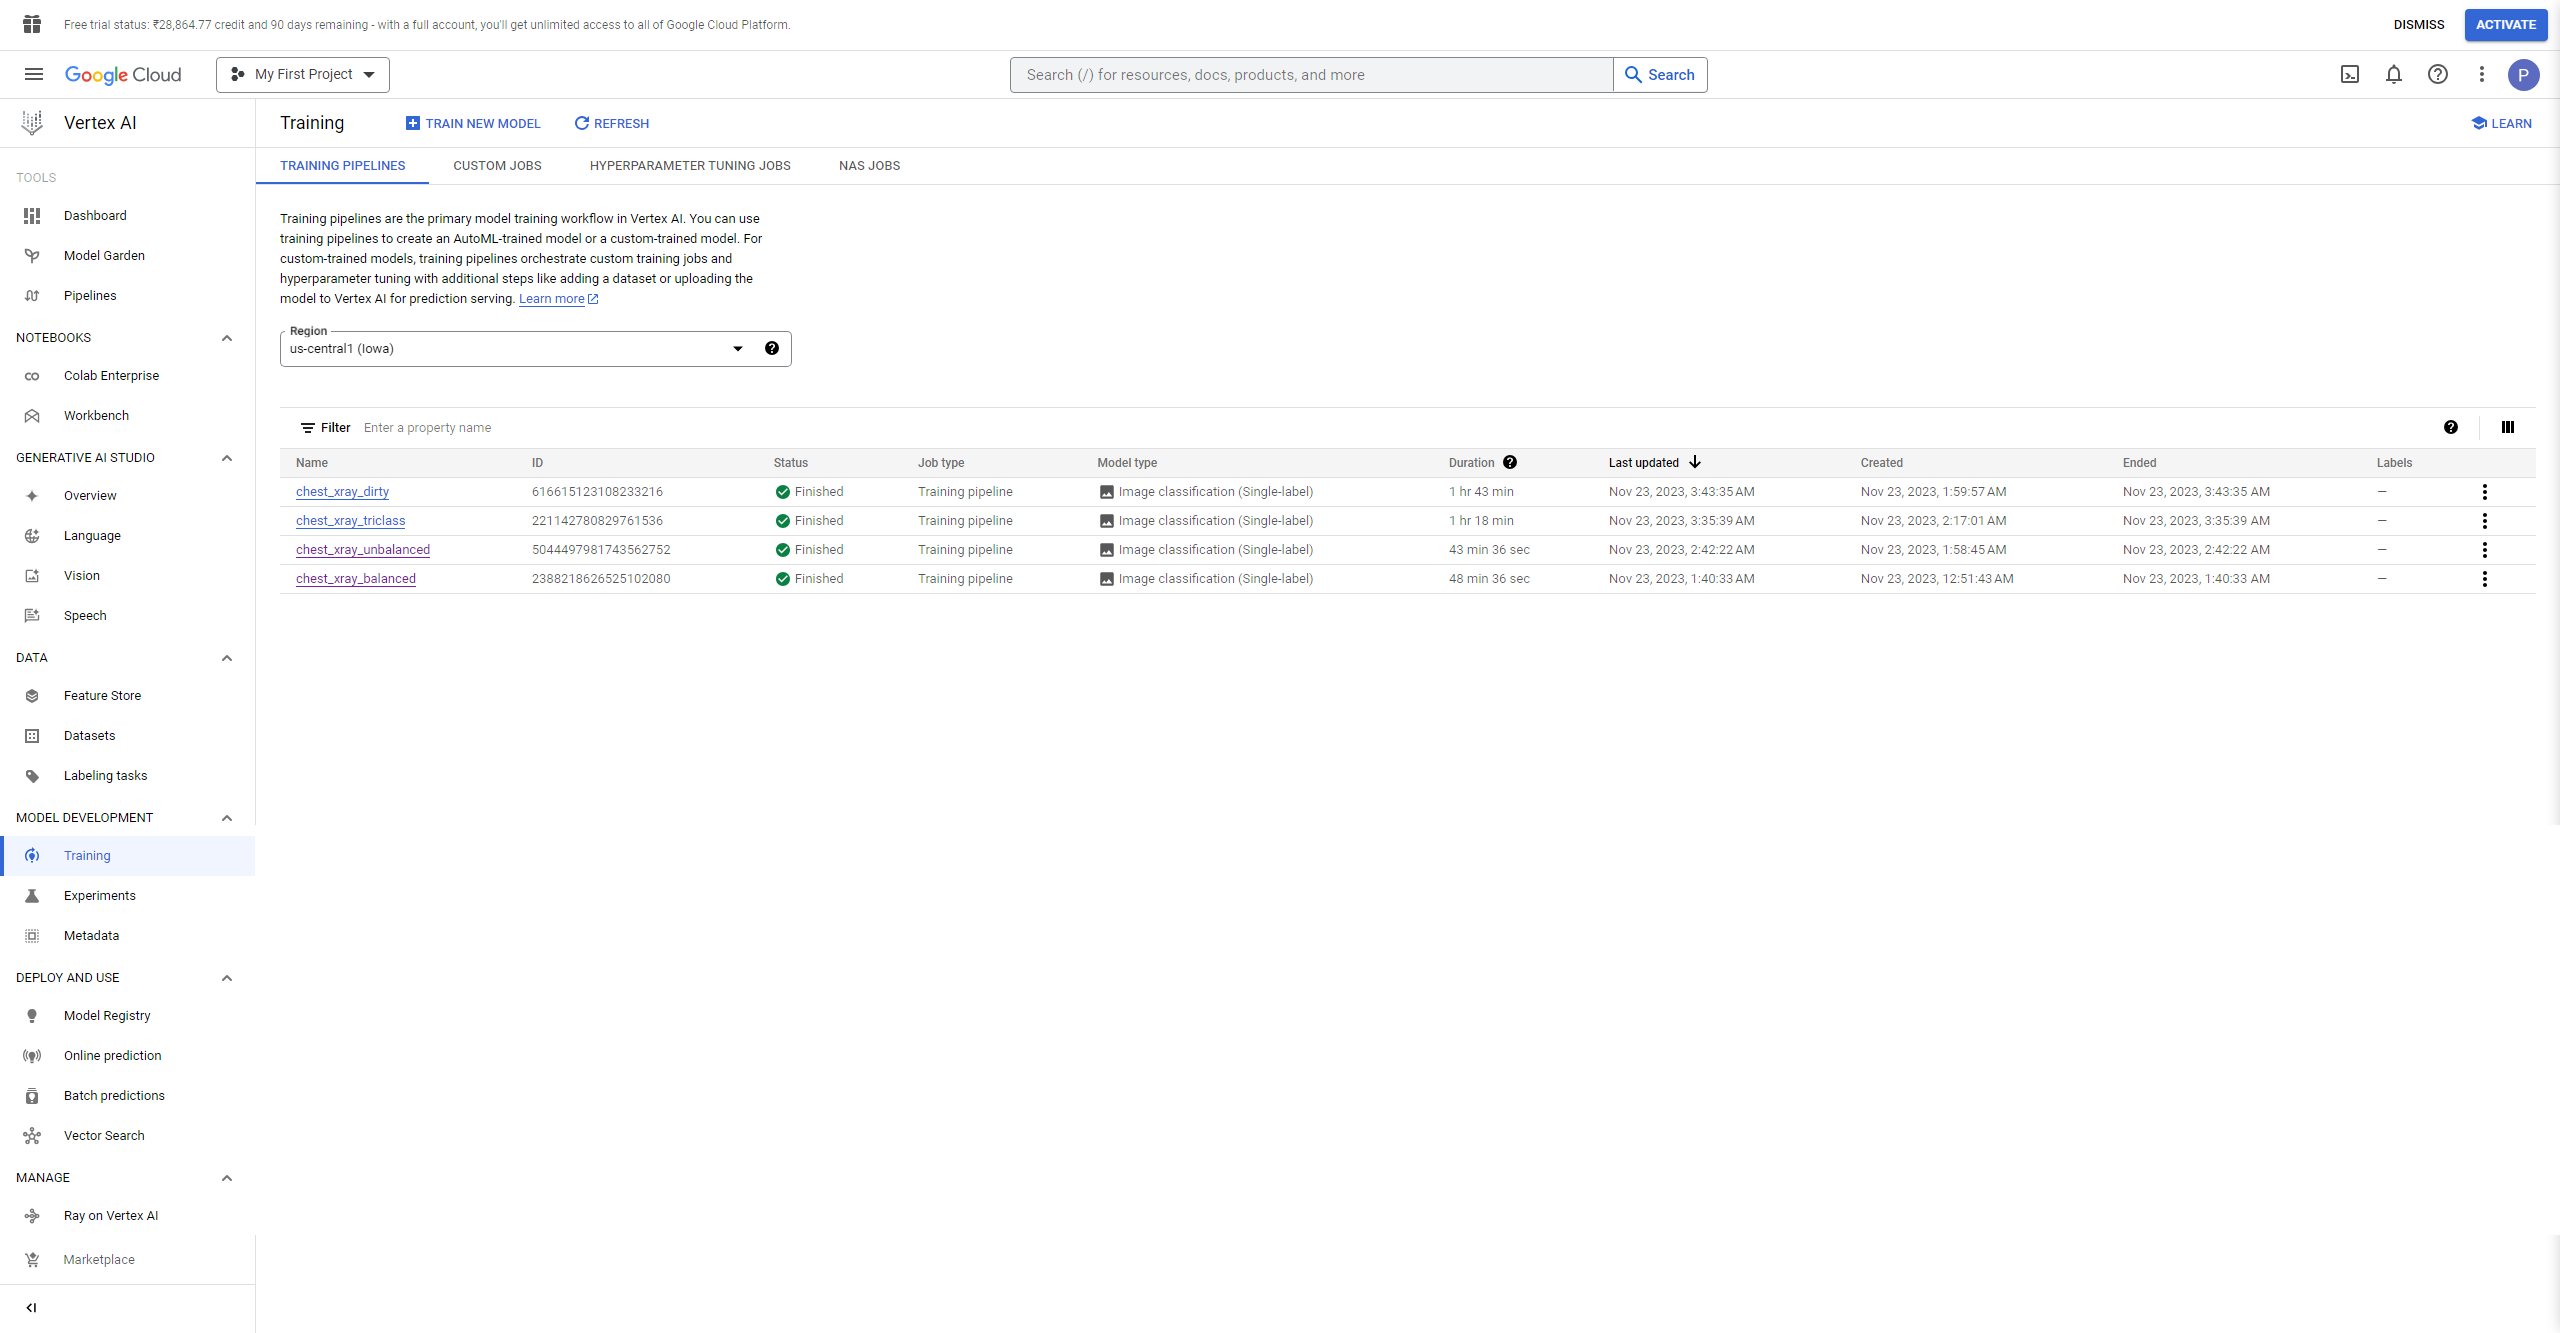 Free trial status: ₹28,864.77 credit and 90 days remaining - with a full account, you'll get unlimited access to all of Google Cloud Platform.
DISMISS
ACTIVATE
Google Cloud
My First Project
Search (/) for resources, docs, products, and more
Search
P
Vertex AI
Training
TRAIN NEW MODEL
REFRESH
LEARN
TOOLS
Dashboard
Model Garden
Pipelines
NOTEBOOKS
Colab Enterprise
Workbench
GENERATIVE AI STUDIO
Overview
Language
Vision
Speech
DATA
Feature Store
Datasets
Labeling tasks
MODEL DEVELOPMENT
Training
Experiments
Metadata
DEPLOY AND USE
Model Registry
Online prediction
Batch predictions
Vector Search
MANAGE
Ray on Vertex AI
Marketplace
TRAINING PIPELINES CUSTOM JOBS HYPERPARAMETER TUNING JOBS NAS JOBS
Training pipelines are the primary model training workflow in Vertex AI. You can use
training pipelines to create an AutoML-trained model or a custom-trained model. For
custom-trained models, training pipelines orchestrate custom training jobs and
hyperparameter tuning with additional steps like adding a dataset or uploading the
model to Vertex AI for prediction serving. Learn more
Region
us-central1 (Iowa)
Filter Enter a property name
Name ID Status Job type Model type Duration Last updated Created Ended Labels
chest_xray_dirty 616615123108233216 Finished Training pipeline Image classification (Single-label) 1 hr 43 min Nov 23, 2023, 3:43:35 AM Nov 23, 2023, 1:59:57 AM Nov 23, 2023, 3:43:35 AM —
chest_xray_triclass 221142780829761536 Finished Training pipeline Image classification (Single-label) 1 hr 18 min Nov 23, 2023, 3:35:39 AM Nov 23, 2023, 2:17:01 AM Nov 23, 2023, 3:35:39 AM —
chest_xray_unbalanced 5044497981743562752 Finished Training pipeline Image classification (Single-label) 43 min 36 sec Nov 23, 2023, 2:42:22 AM Nov 23, 2023, 1:58:45 AM Nov 23, 2023, 2:42:22 AM —
chest_xray_balanced 2388218626525102080 Finished Training pipeline Image classification (Single-label) 48 min 36 sec Nov 23, 2023, 1:40:33 AM Nov 23, 2023, 12:51:43 AM Nov 23, 2023, 1:40:33 AM —